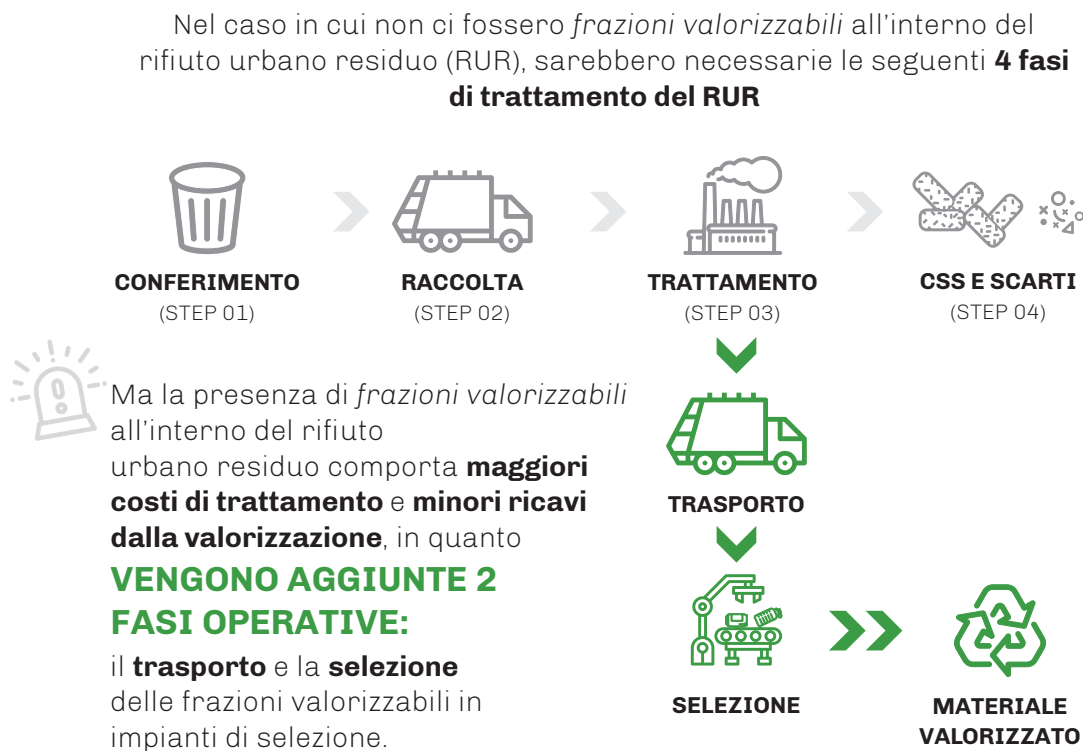 Nel caso in cui non ci fossero frazioni valorizzabili all'interno del
rifiuto urbano residuo (RUR), sarebbero necessarie le seguenti 4 fasi
di trattamento del RUR
CONFERIMENTO
(STEP 01)
RACCOLTA
(STEP 02)
TRATTAMENTO
(STEP 03)
CSS E SCARTI
(STEP 04)
Ma la presenza di frazioni valorizzabili
all'interno del rifiuto
urbano residuo comporta maggiori
costi di trattamento e minori ricavi
dalla valorizzazione, in quanto
VENGONO AGGIUNTE 2
FASI OPERATIVE:
il trasporto e la selezione
delle frazioni valorizzabili in
impianti di selezione.
TRASPORTO
SELEZIONE
MATERIALE
VALORIZZATO